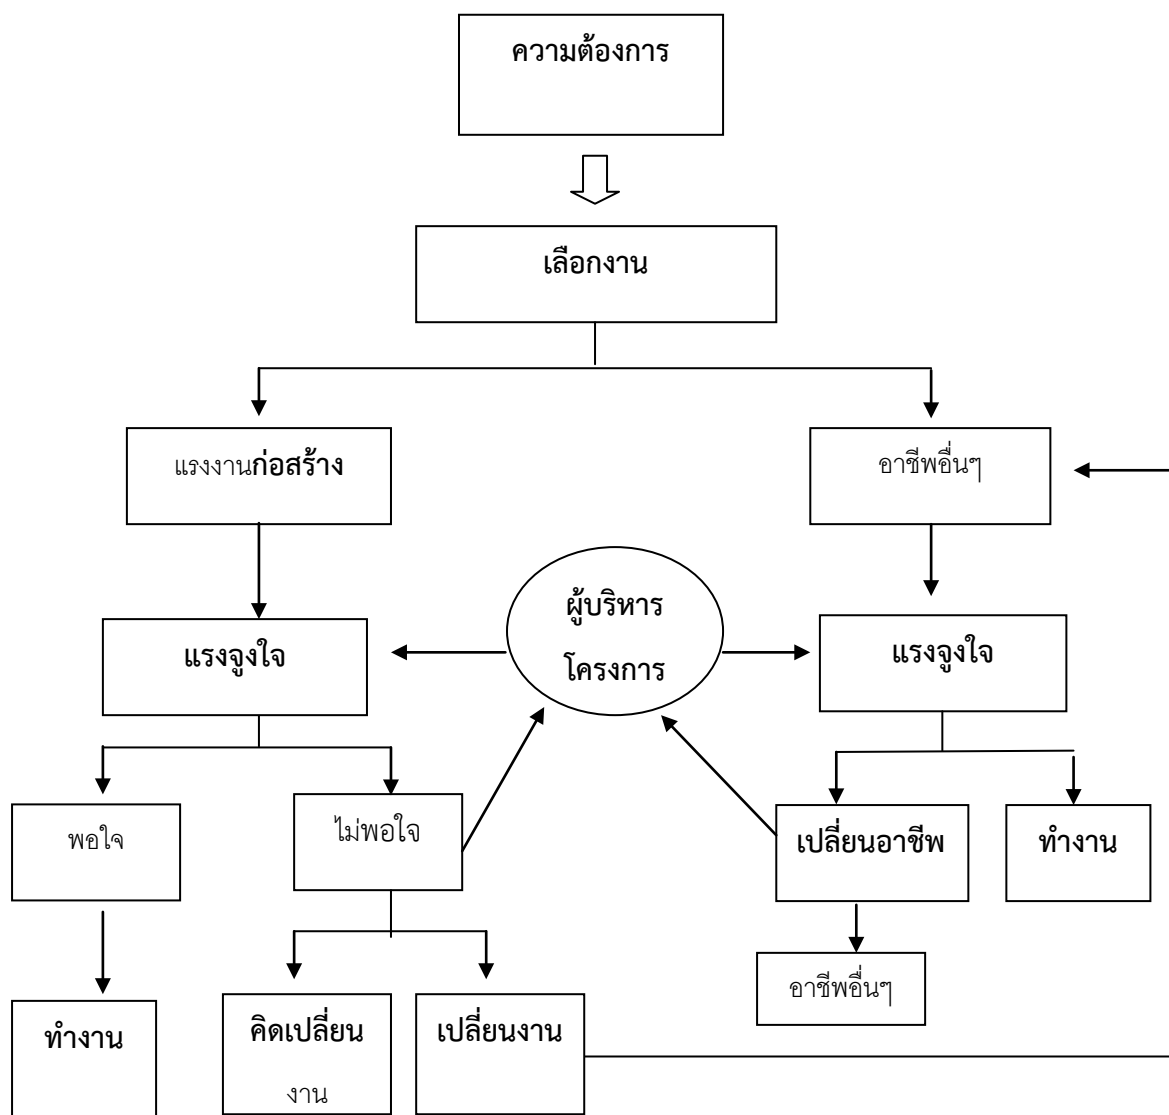 ความต้องการ
เลือกงาน
แรงงานก่อสร้าง
อาชีพอื่นๆ
ผู้บริหาร
โครงการ
แรงจูงใจ
แรงจูงใจ
พอใจ
ไม่พอใจ
เปลี่ยนอาชีพ
ทำงาน
อาชีพอื่นๆ
ทำงาน
คิดเปลี่ยน
งาน
เปลี่ยนงาน